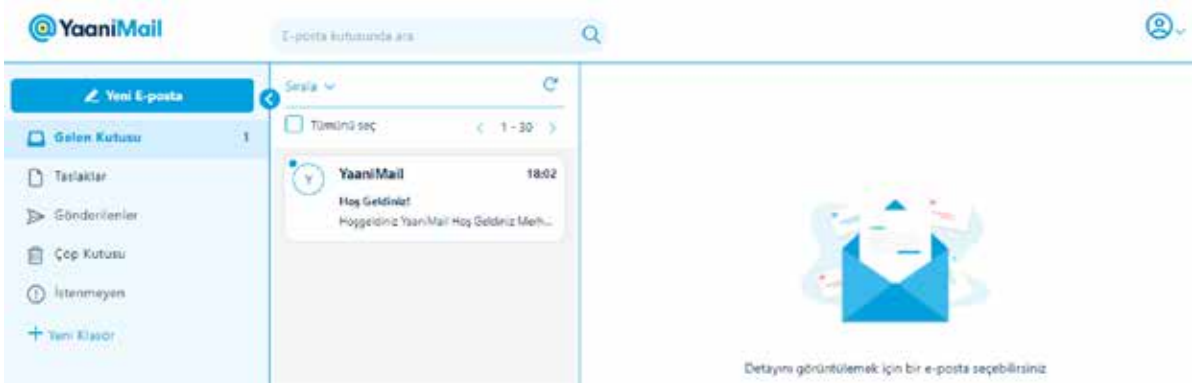 YaaniMail
E-posta kutusunda ara
Yeni E-posta
Gelen Kutusu 1
Taslaklar
Gönderilenler
Çöp Kutusu
İstenmeyen
Yeni Klasör
Sırala
Tümünü seç 1 - 30
Y YaaniMail 18:02
Hoş Geldiniz!
Hoşgeldiniz YaaniMail Hoş Geldiniz Merh...
Detayını görüntülemek için bir e-posta seçebilirsiniz